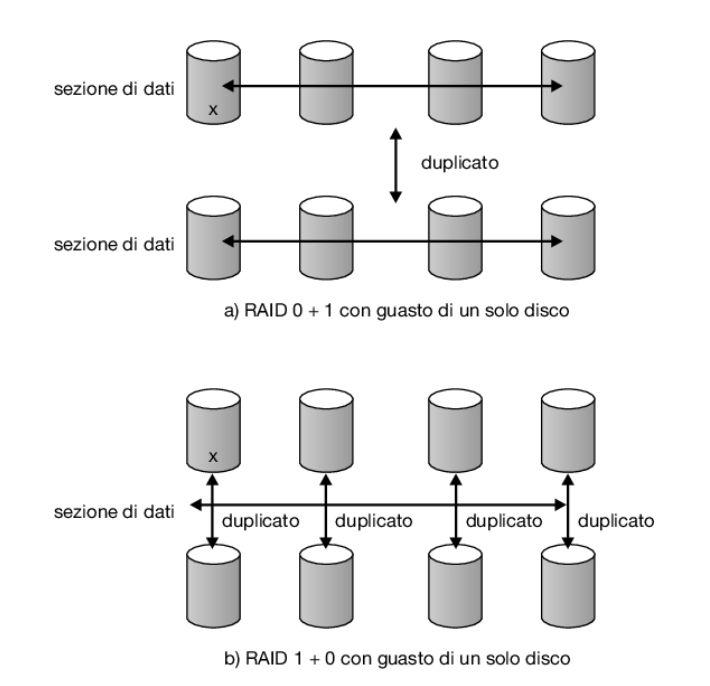 sezione di dati
x
duplicato
sezione di dati
a) RAID 0 + 1 con guasto di un solo disco
x
sezione di dati
duplicato duplicato duplicato duplicato
b) RAID 1 + 0 con guasto di un solo disco